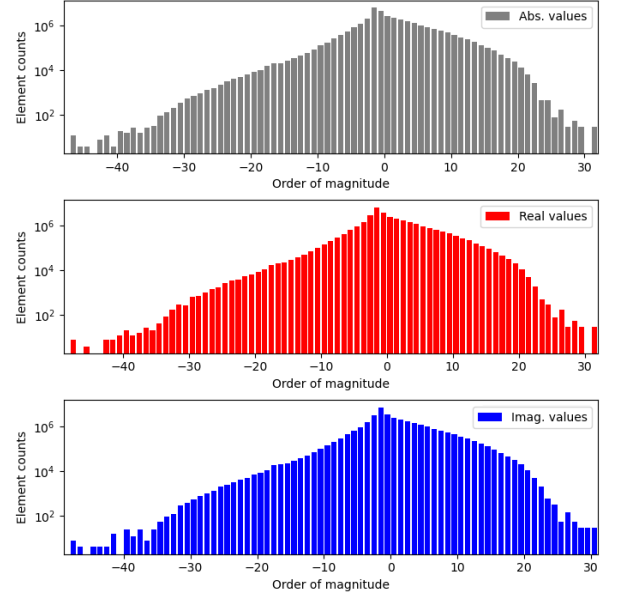 Element counts
10⁶
10⁴
10²
Abs. values
−40 −30 −20 −10 0 10 20 30
Order of magnitude
Element counts
10⁶
10⁴
10²
Real values
−40 −30 −20 −10 0 10 20 30
Order of magnitude
Element counts
10⁶
10⁴
10²
Imag. values
−40 −30 −20 −10 0 10 20 30
Order of magnitude